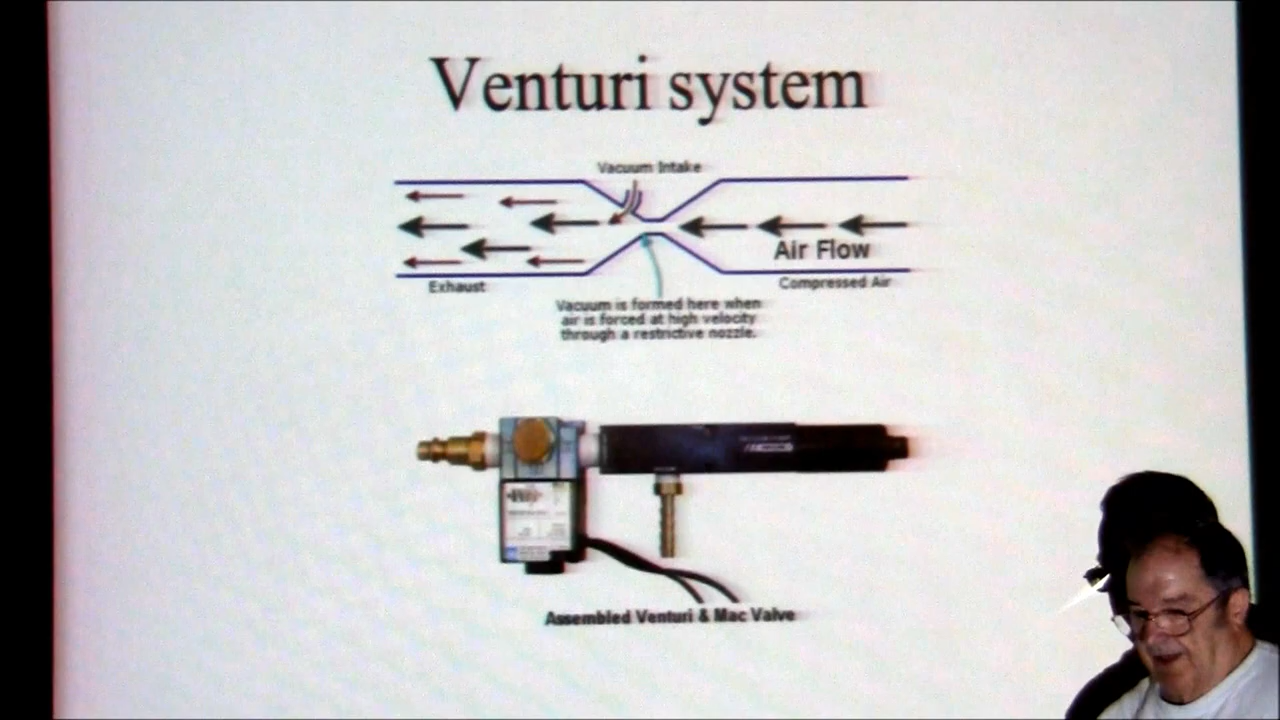 Venturi system
Vacuum Intake
Air Flow
Exhaust
Compressed Air
Vacuum is formed here when
air is forced at high velocity
through a restrictive nozzle.
Assembled Venturi & Mac Valve